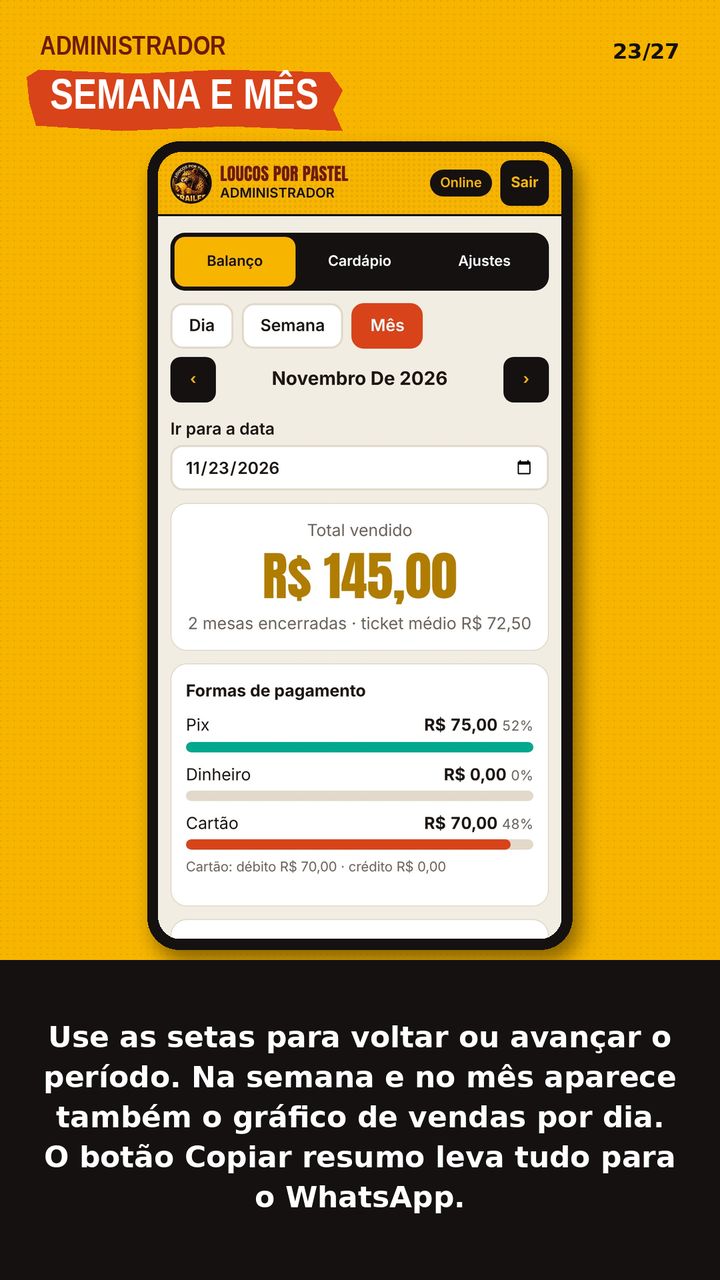 ADMINISTRADOR
23/27
SEMANA E MÊS
LOUCOS POR PASTEL
ADMINISTRADOR
Online
Sair
Balanço
Cardápio
Ajustes
Dia
Semana
Mês
‹
Novembro De 2026
›
Ir para a data
11/23/2026
Total vendido
R$ 145,00
2 mesas encerradas · ticket médio R$ 72,50
Formas de pagamento
Pix
R$ 75,00 52%
Dinheiro
R$ 0,00 0%
Cartão
R$ 70,00 48%
Cartão: débito R$ 70,00 · crédito R$ 0,00
Use as setas para voltar ou avançar o
período. Na semana e no mês aparece
também o gráfico de vendas por dia.
O botão Copiar resumo leva tudo para
o WhatsApp.